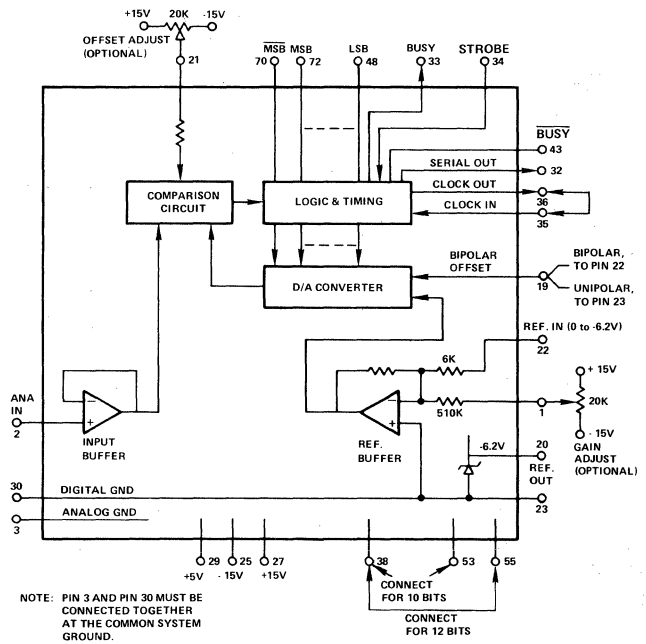 +15V 20K -15V
OFFSET ADJUST
(OPTIONAL)
21
MSB MSB LSB BUSY STROBE
70 72 48 33 34
BUSY
43
SERIAL OUT
32
CLOCK OUT
36
CLOCK IN
35
COMPARISON
CIRCUIT
LOGIC & TIMING
D/A CONVERTER
BIPOLAR
OFFSET
19
BIPOLAR,
TO PIN 22
UNIPOLAR,
TO PIN 23
REF. IN (0 to -6.2V)
22
6K
510K
1
+ 15V
20K
- 15V
GAIN
ADJUST
(OPTIONAL)
ANA
IN
2
-
+
INPUT
BUFFER
-
+
REF.
BUFFER
-6.2V
20
REF.
OUT
23
30
DIGITAL GND
3
ANALOG GND
29 25 27 38 53 55
+5V - 15V +15V
CONNECT
FOR 10 BITS
CONNECT
FOR 12 BITS
NOTE: PIN 3 AND PIN 30 MUST BE
CONNECTED TOGETHER
AT THE COMMON SYSTEM
GROUND.